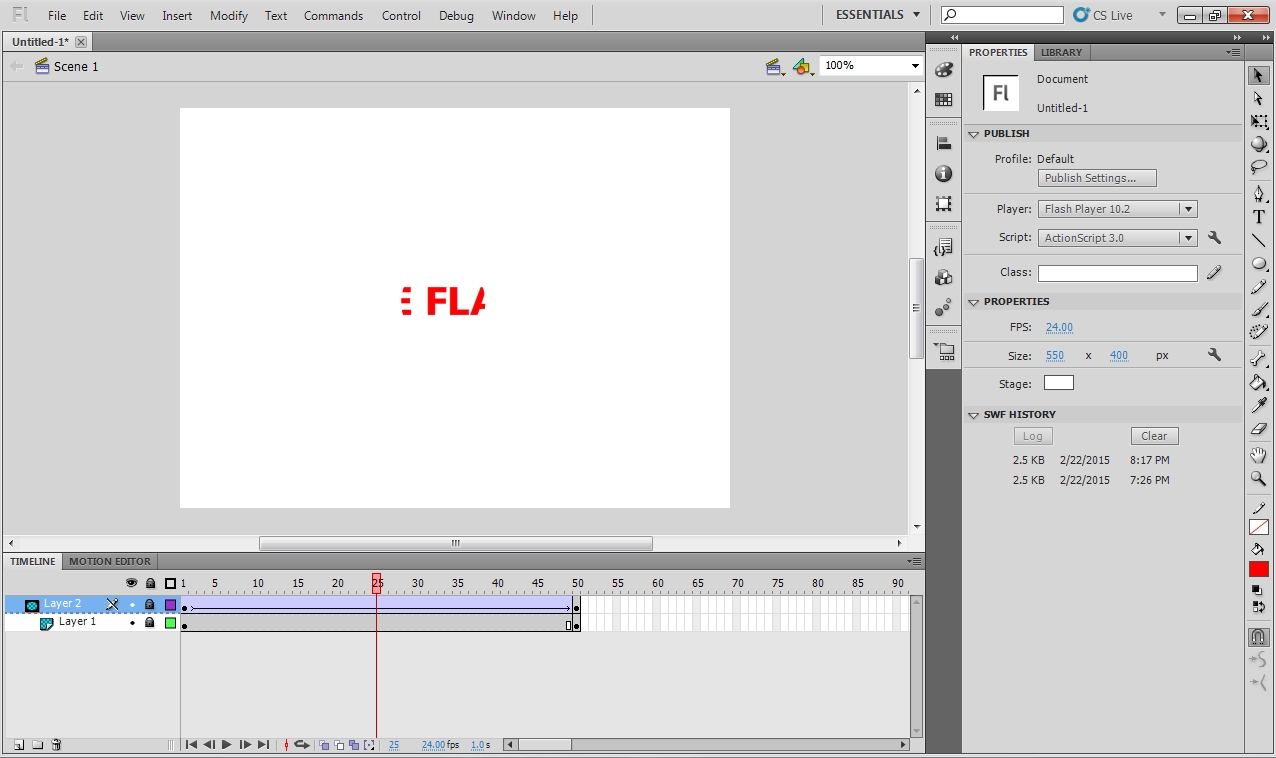 Fl File Edit View Insert Modify Text Commands Control Debug Window Help ESSENTIALS CS Live
Untitled-1*
Scene 1 100%
E FLA
PROPERTIES LIBRARY
Fl Document
Untitled-1
PUBLISH
Profile: Default
Publish Settings...
Player: Flash Player 10.2
Script: ActionScript 3.0
Class:
PROPERTIES
FPS: 24.00
Size: 550 x 400 px
Stage:
SWF HISTORY
Log Clear
2.5 KB 2/22/2015 8:17 PM
2.5 KB 2/22/2015 7:26 PM
TIMELINE MOTION EDITOR
1 5 10 15 20 25 30 35 40 45 50 55 60 65 70 75 80 85 90
Layer 2
Layer 1
25 24.00 fps 1.0 s